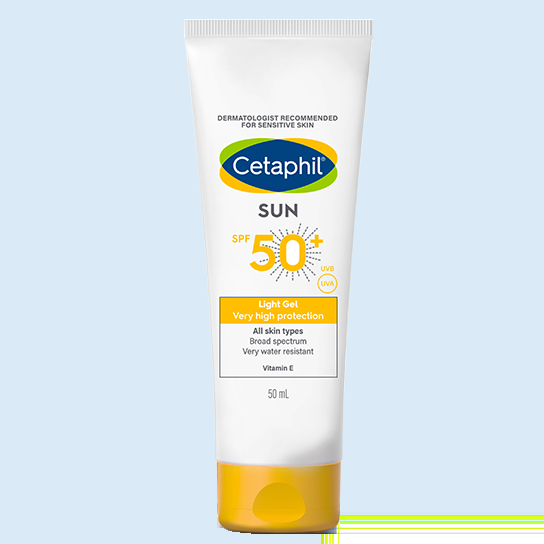 DERMATOLOGIST RECOMMENDED
FOR SENSITIVE SKIN
Cetaphil®
SUN
SPF 50+
UVB
UVA
Light Gel
Very high protection
All skin types
Broad spectrum
Very water resistant
Vitamin E
50 mL